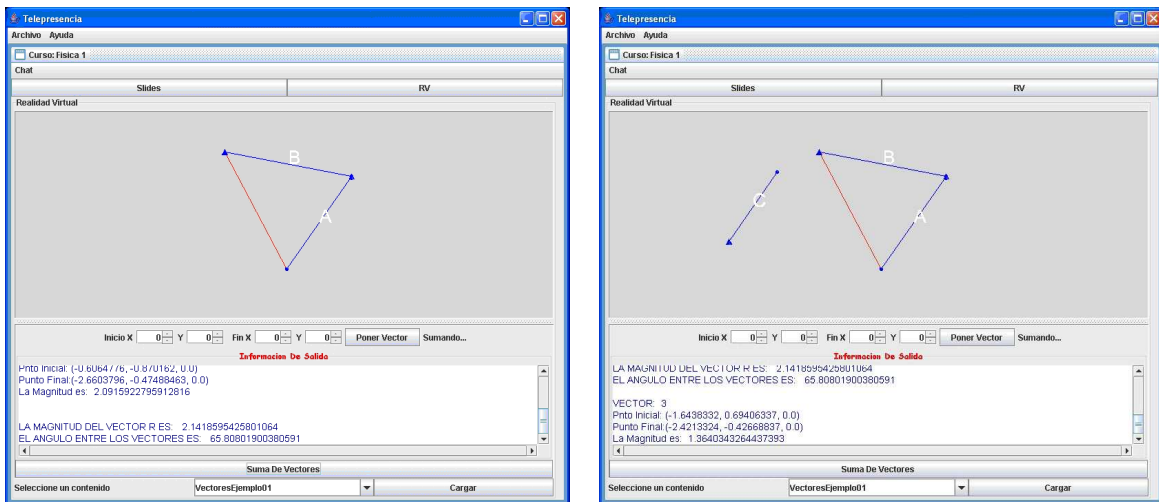 Telepresencia
Archivo Ayuda
Curso: Fisica 1
Chat
Slides RV
Realidad Virtual
B
A
Inicio X 0 Y 0 Fin X 0 Y 0 Poner Vector Sumando...
Informacion De Salida
Pnto Inicial: (-0.6064776, -0.870162, 0.0)
Punto Final:(-2.6603796, -0.47488463, 0.0)
La Magnitud es: 2.0915922795912816
LA MAGNITUD DEL VECTOR R ES: 2.1418595425801064
EL ANGULO ENTRE LOS VECTORES ES: 65.80801900380591
Suma De Vectores
Seleccione un contenido VectoresEjemplo01 Cargar
Telepresencia
Archivo Ayuda
Curso: Fisica 1
Chat
Slides RV
Realidad Virtual
B
C
A
Inicio X 0 Y 0 Fin X 0 Y 0 Poner Vector Sumando...
Informacion De Salida
LA MAGNITUD DEL VECTOR R ES: 2.1418595425801064
EL ANGULO ENTRE LOS VECTORES ES: 65.80801900380591
VECTOR: 3
Pnto Inicial: (-1.6438332, 0.69406337, 0.0)
Punto Final:(-2.4213324, -0.42668837, 0.0)
La Magnitud es: 1.3640343264437393
Suma De Vectores
Seleccione un contenido VectoresEjemplo01 Cargar